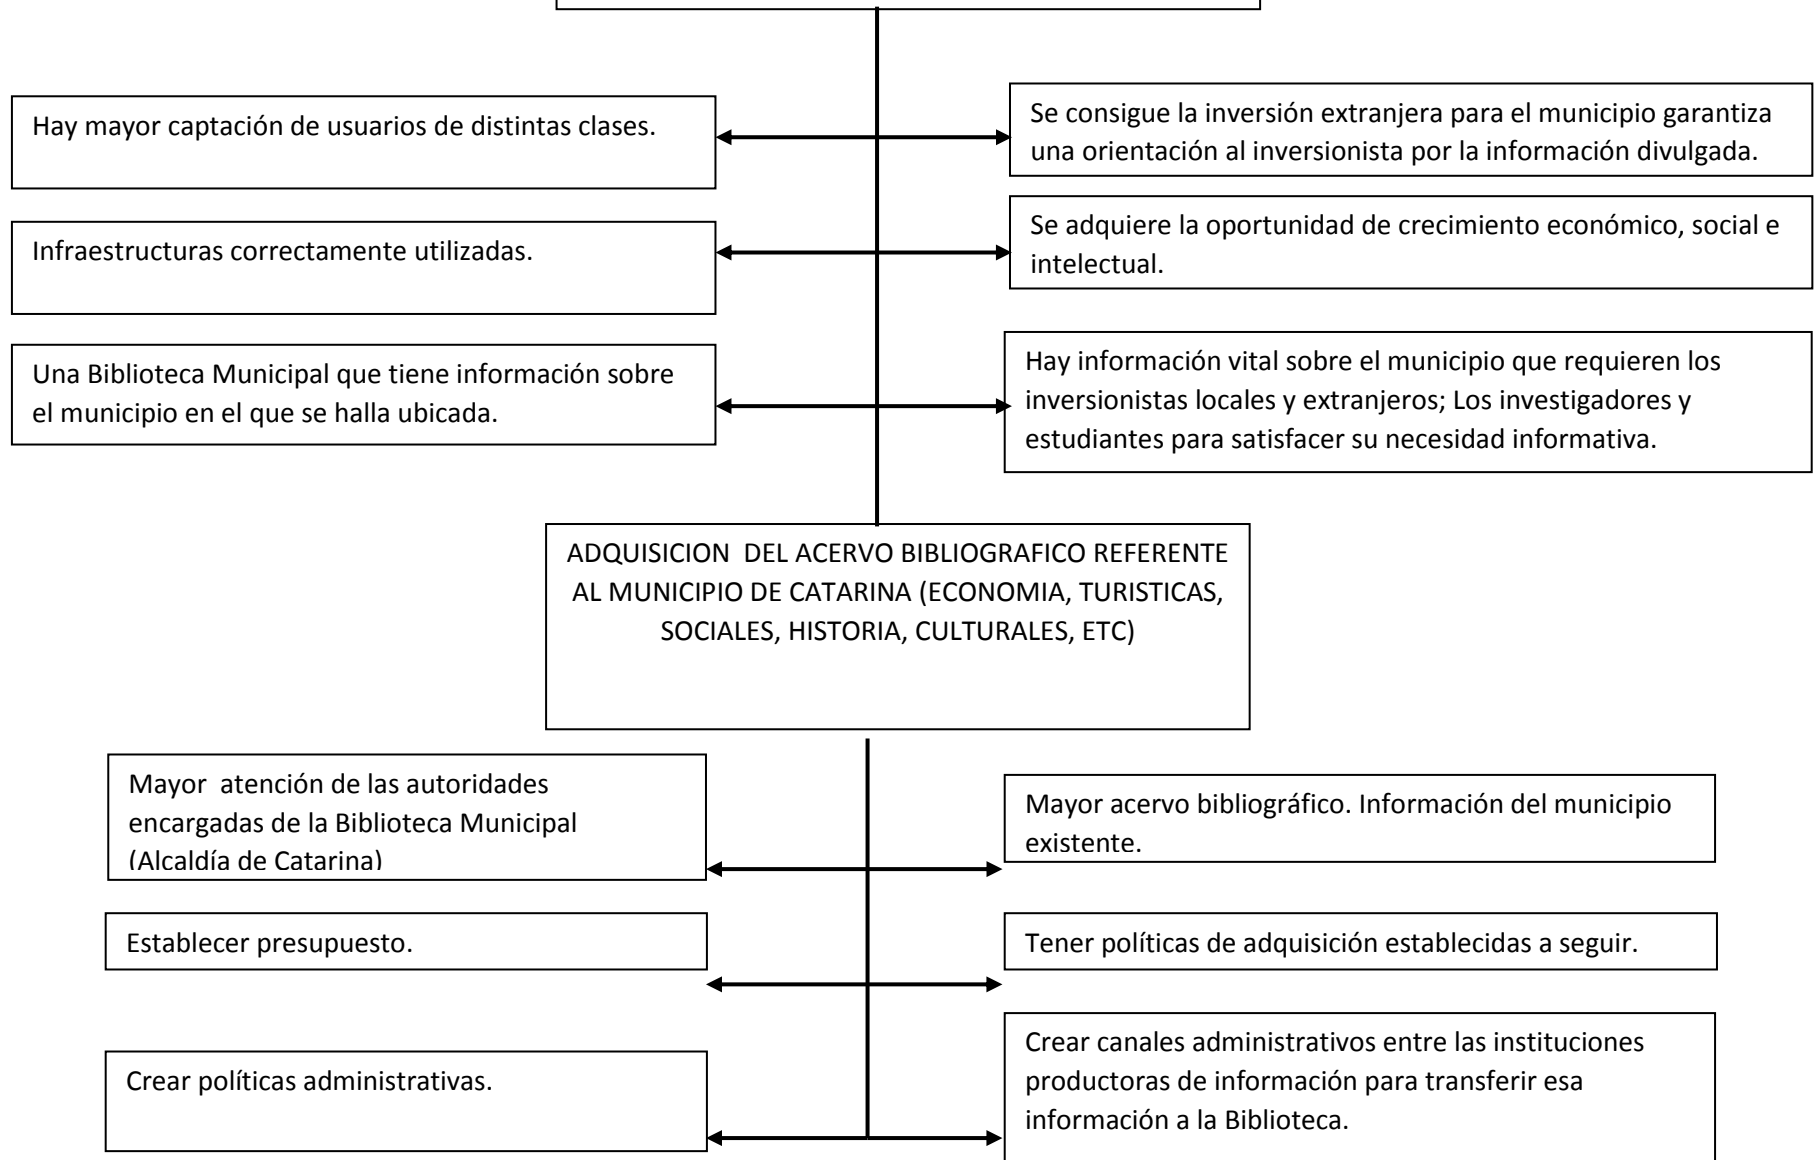 Hay mayor captación de usuarios de distintas clases.
Se consigue la inversión extranjera para el municipio garantiza
una orientación al inversionista por la información divulgada.
Infraestructuras correctamente utilizadas.
Se adquiere la oportunidad de crecimiento económico, social e
intelectual.
Una Biblioteca Municipal que tiene información sobre
el municipio en el que se halla ubicada.
Hay información vital sobre el municipio que requieren los
inversionistas locales y extranjeros; Los investigadores y
estudiantes para satisfacer su necesidad informativa.
ADQUISICION DEL ACERVO BIBLIOGRAFICO REFERENTE
AL MUNICIPIO DE CATARINA (ECONOMIA, TURISTICAS,
SOCIALES, HISTORIA, CULTURALES, ETC)
Mayor atención de las autoridades
encargadas de la Biblioteca Municipal
(Alcaldía de Catarina)
Mayor acervo bibliográfico. Información del municipio
existente.
Establecer presupuesto.
Tener políticas de adquisición establecidas a seguir.
Crear políticas administrativas.
Crear canales administrativos entre las instituciones
productoras de información para transferir esa
información a la Biblioteca.